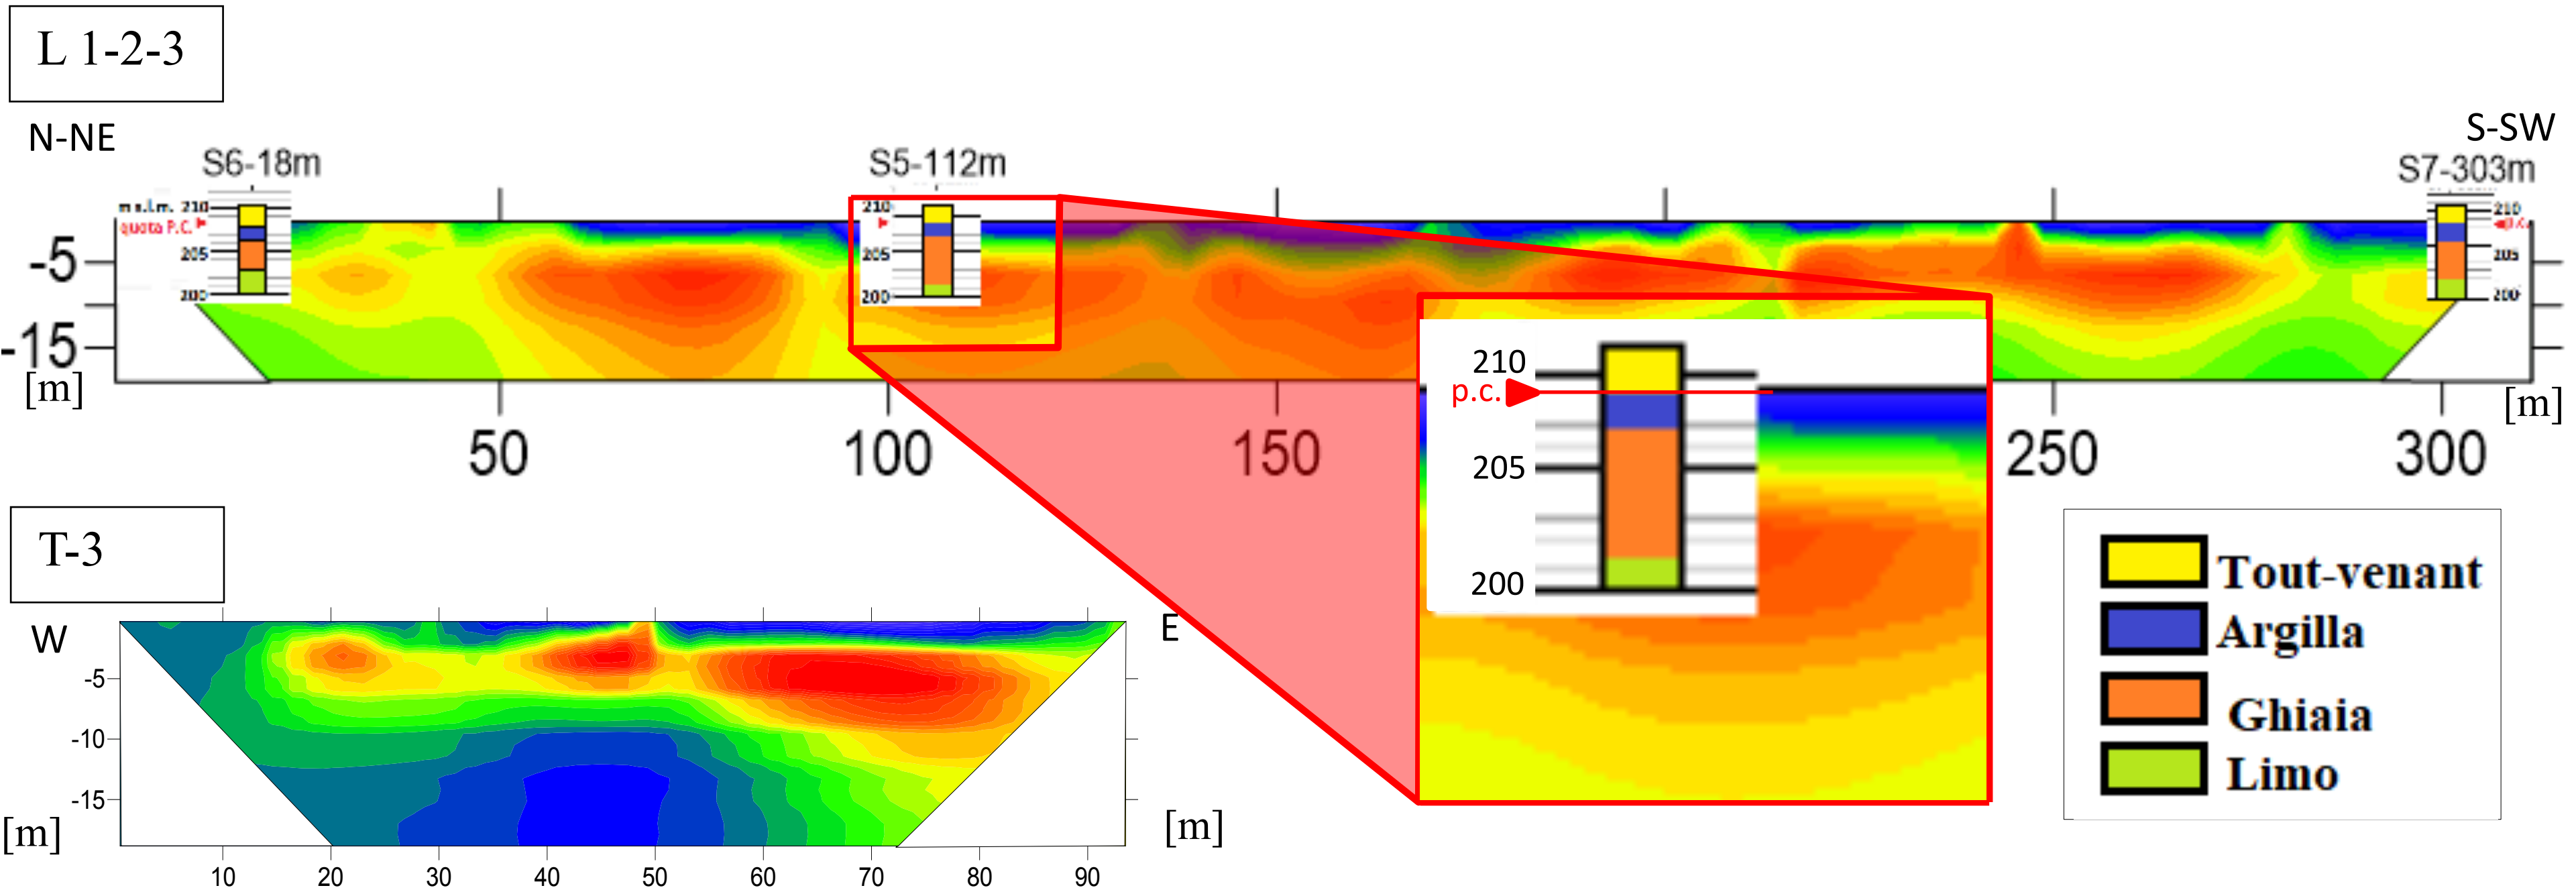 L 1-2-3
N-NE
S-SW
S6-18m
S5-112m
S7-303m
m s.l.m. 210
quota P.C.
205
200
210
205
200
210
P.C.
205
200
-5
-15
[m]
[m]
50
100
150
250
300
210
p.c.
205
200
T-3
W
E
-5
-10
-15
[m]
[m]
10
20
30
40
50
60
70
80
90
Tout-venant
Argilla
Ghiaia
Limo